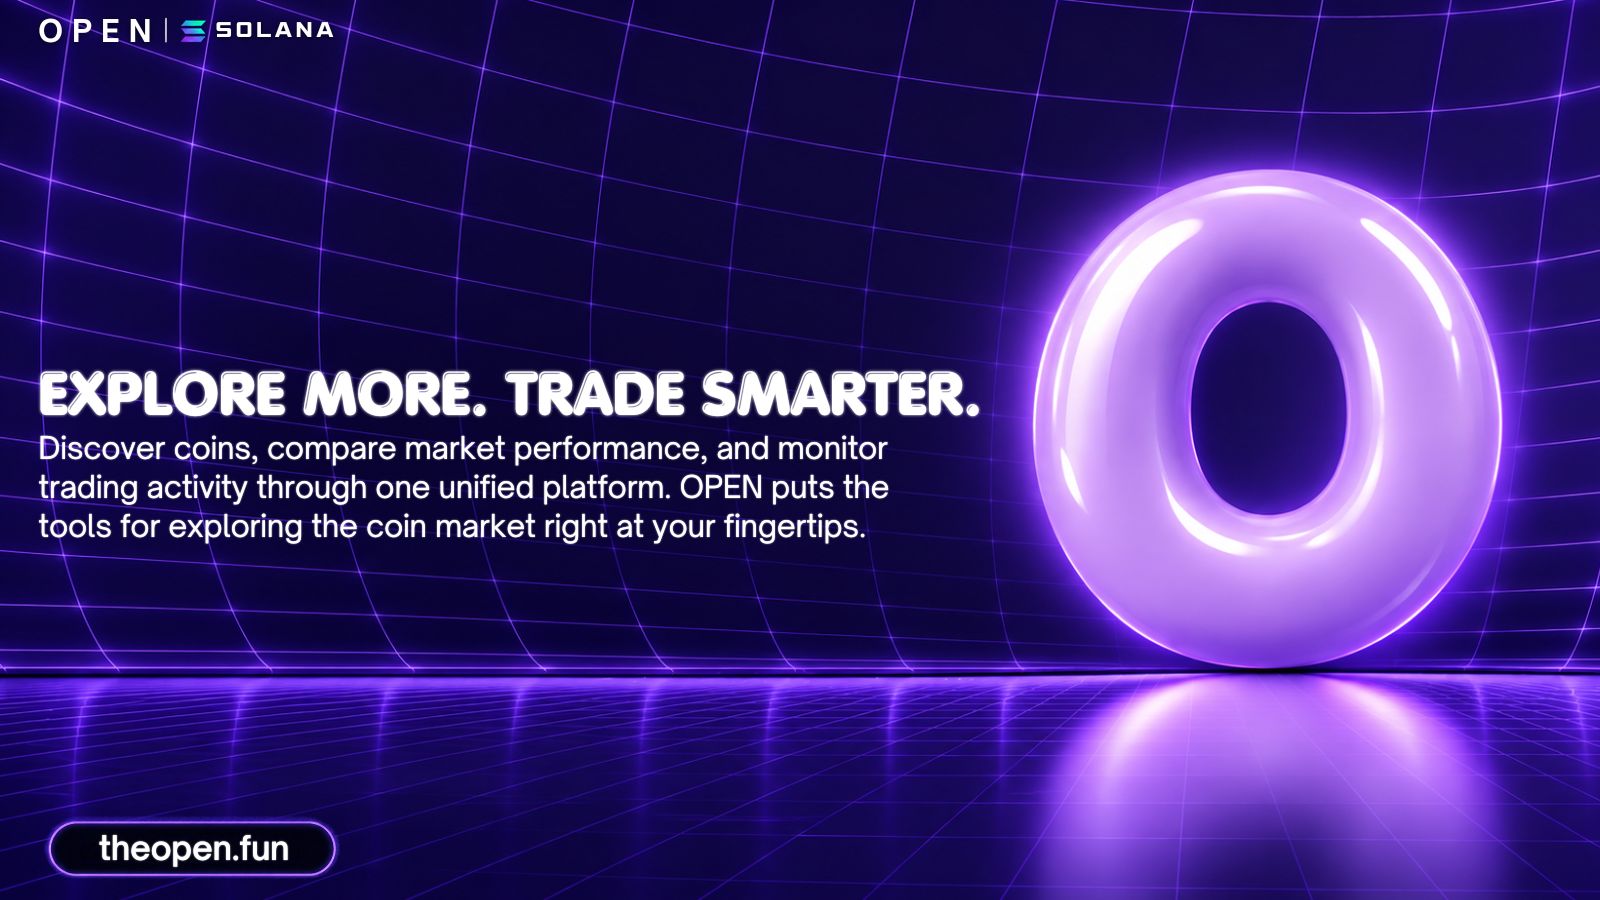 OPEN | SOLANA
EXPLORE MORE. TRADE SMARTER.
Discover coins, compare market performance, and monitor
trading activity through one unified platform. OPEN puts the
tools for exploring the coin market right at your fingertips.
theopen.fun